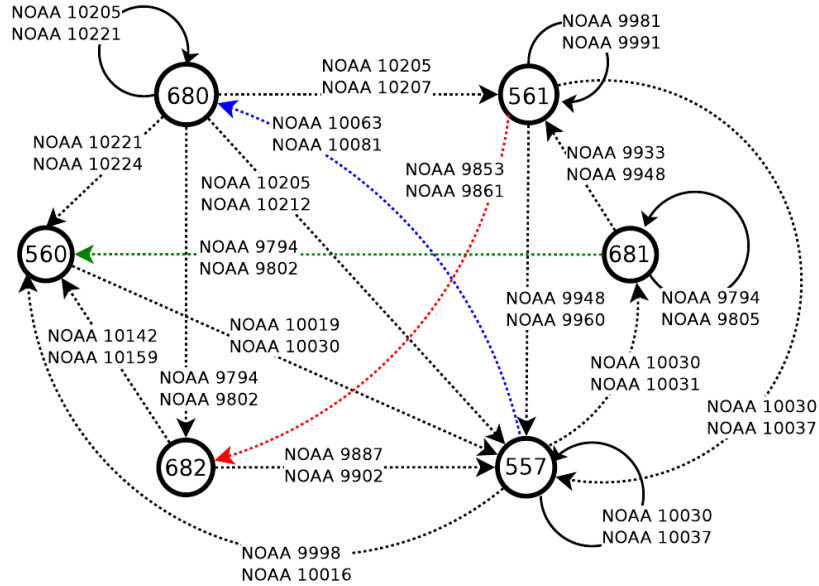 NOAA 10205
NOAA 10221
NOAA 9981
NOAA 9991
680
NOAA 10205
NOAA 10207
561
NOAA 10063
NOAA 10081
NOAA 10221
NOAA 10224
NOAA 9933
NOAA 9948
NOAA 10205
NOAA 10212
NOAA 9853
NOAA 9861
560
NOAA 9794
NOAA 9802
681
NOAA 9794
NOAA 9805
NOAA 9948
NOAA 9960
NOAA 10142
NOAA 10159
NOAA 10019
NOAA 10030
NOAA 10030
NOAA 10031
NOAA 9794
NOAA 9802
NOAA 10030
NOAA 10037
682
NOAA 9887
NOAA 9902
557
NOAA 10030
NOAA 10037
NOAA 9998
NOAA 10016